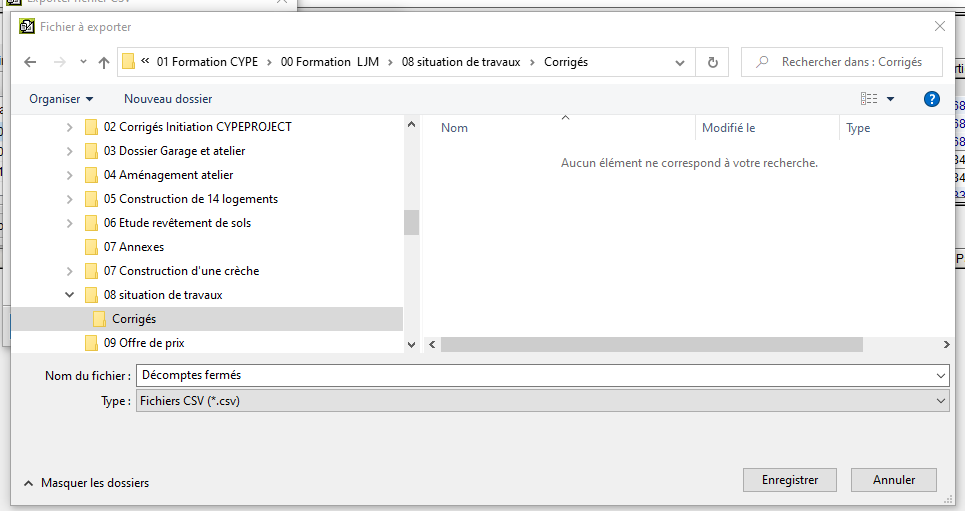 Exporter fichier CSV
Fichier à exporter
« 01 Formation CYPE > 00 Formation LJM > 08 situation de travaux > Corrigés
Rechercher dans : Corrigés
Organiser
Nouveau dossier
02 Corrigés Initiation CYPEPROJECT
03 Dossier Garage et atelier
04 Aménagement atelier
05 Construction de 14 logements
06 Etude revêtement de sols
07 Annexes
07 Construction d'une crèche
08 situation de travaux
Corrigés
09 Offre de prix
Nom
Modifié le
Type
Aucun élément ne correspond à votre recherche.
Nom du fichier :
Décomptes fermés
Type :
Fichiers CSV (*.csv)
Masquer les dossiers
Enregistrer
Annuler